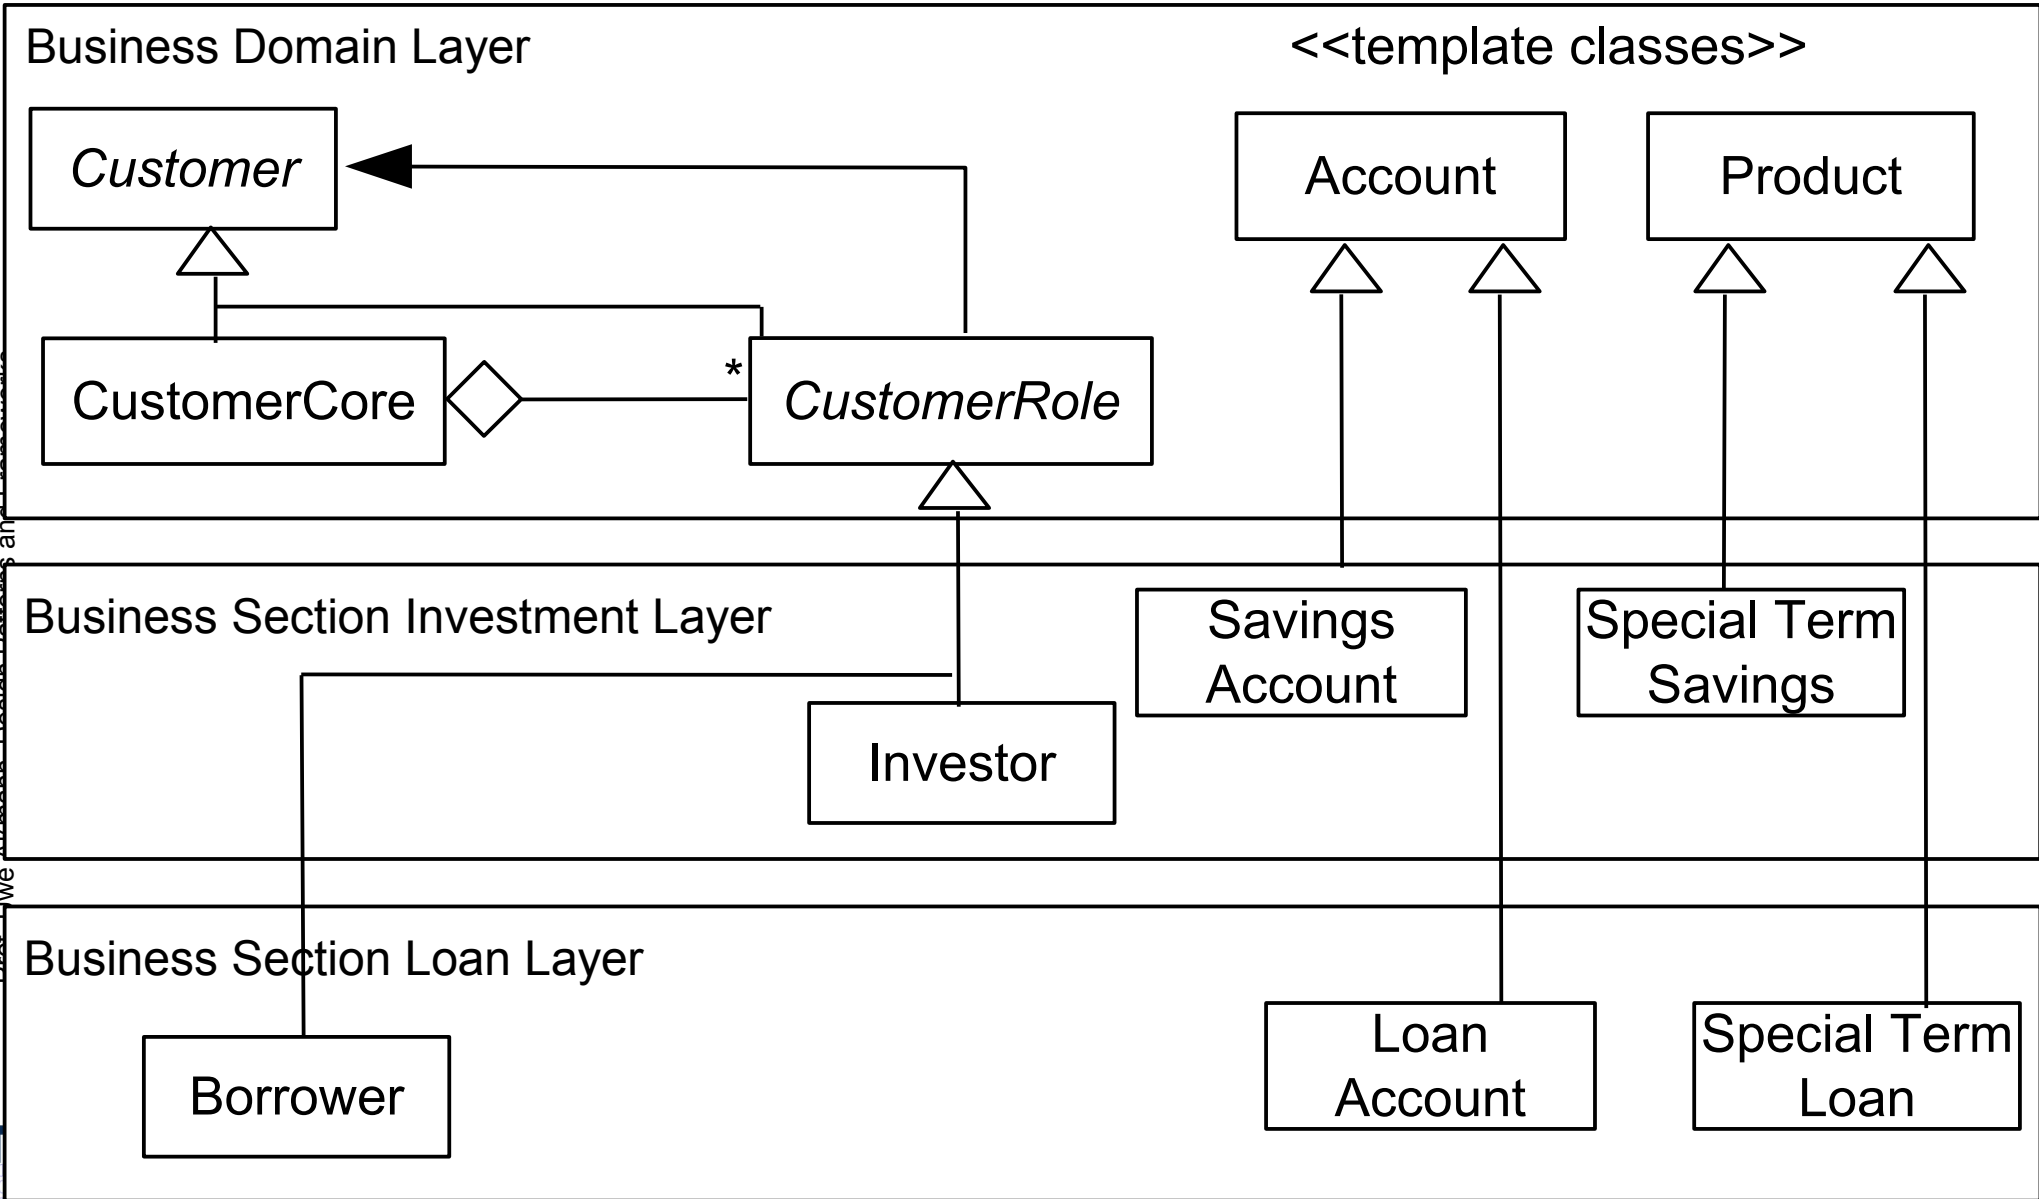 Business Domain Layer
<<template classes>>
Customer
Account
Product
CustomerCore
*
CustomerRole
Business Section Investment Layer
Savings
Account
Special Term
Savings
Investor
Business Section Loan Layer
Borrower
Loan
Account
Special Term
Loan